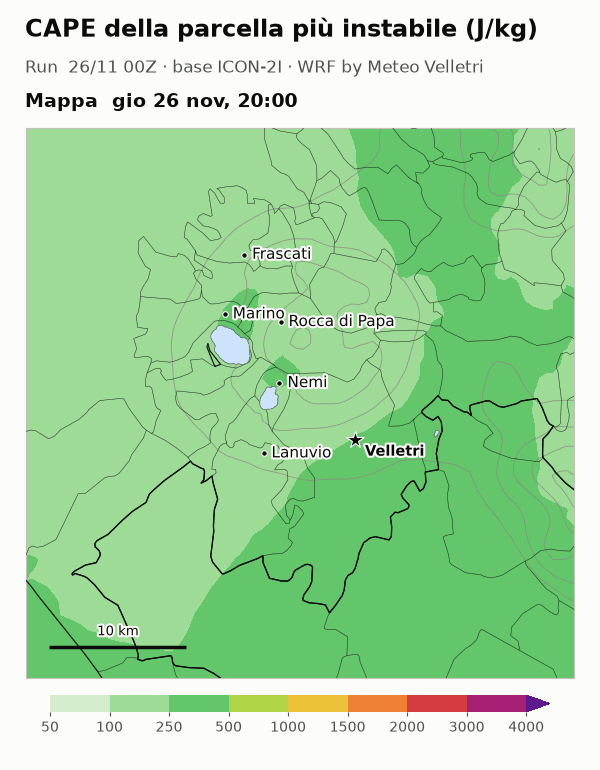 CAPE della parcella più instabile (J/kg)
Run  26/11 00Z · base ICON-2I · WRF by Meteo Velletri
Mappa  gio 26 nov, 20:00
Frascati
Marino
Rocca di Papa
Nemi
Velletri
Lanuvio
10 km
50 100 250 500 1000 1500 2000 3000 4000